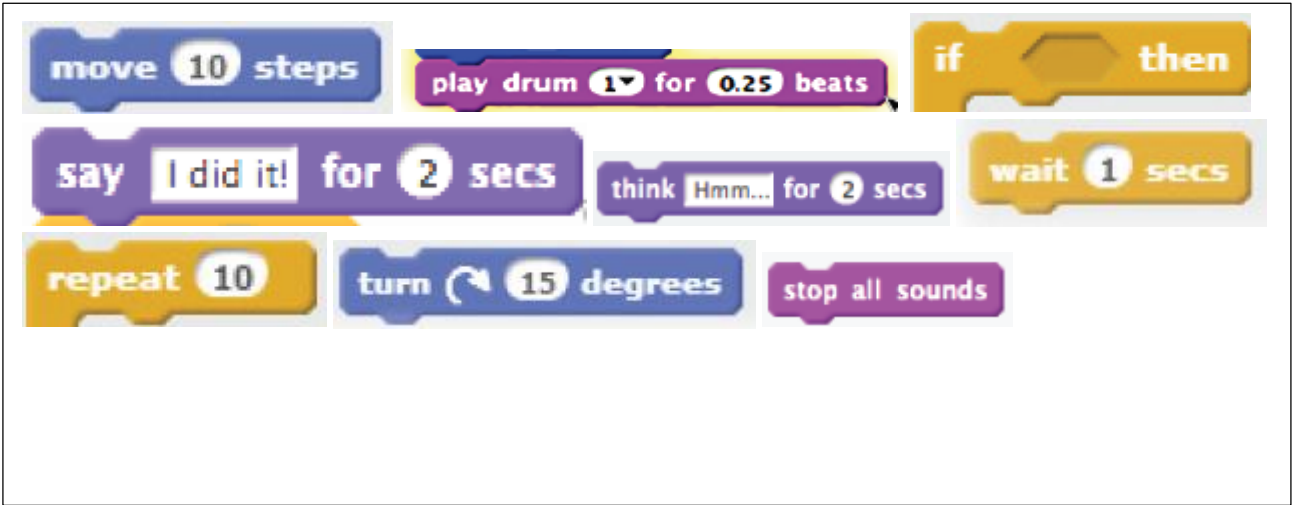 move 10 steps
play drum 1 for 0.25 beats
if then
say I did it! for 2 secs
think Hmm... for 2 secs
wait 1 secs
repeat 10
turn 15 degrees
stop all sounds